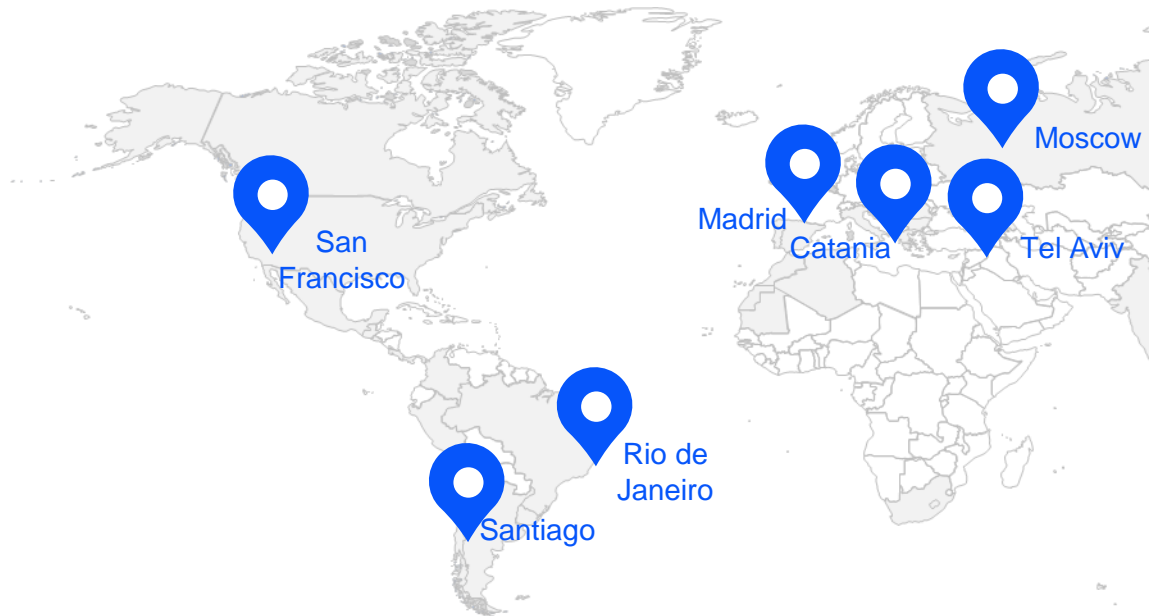 Moscow
Madrid
Catania
Tel Aviv
San
Francisco
Rio de
Janeiro
Santiago